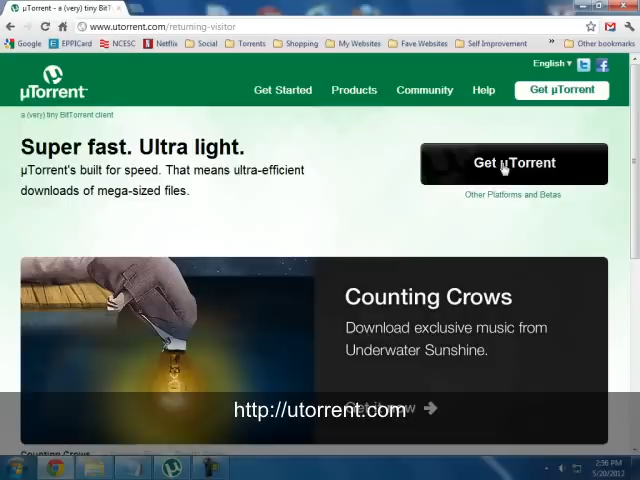 µTorrent - a (very) tiny BitT
www.utorrent.com/returning-visitor
Google EPPICard NCESC Netflix Social Torrents Shopping My Websites Fave Websites Self Improvement » Other bookmarks
English ▾
µTorrent
Get Started Products Community Help Get µTorrent
a (very) tiny BitTorrent client
Super fast. Ultra light.
µTorrent's built for speed. That means ultra-efficient
downloads of mega-sized files.
Get µTorrent
Other Platforms and Betas
Counting Crows
Download exclusive music from
Underwater Sunshine.
Get it now
http://utorrent.com
Counting Crows
2:56 PM
5/20/2012